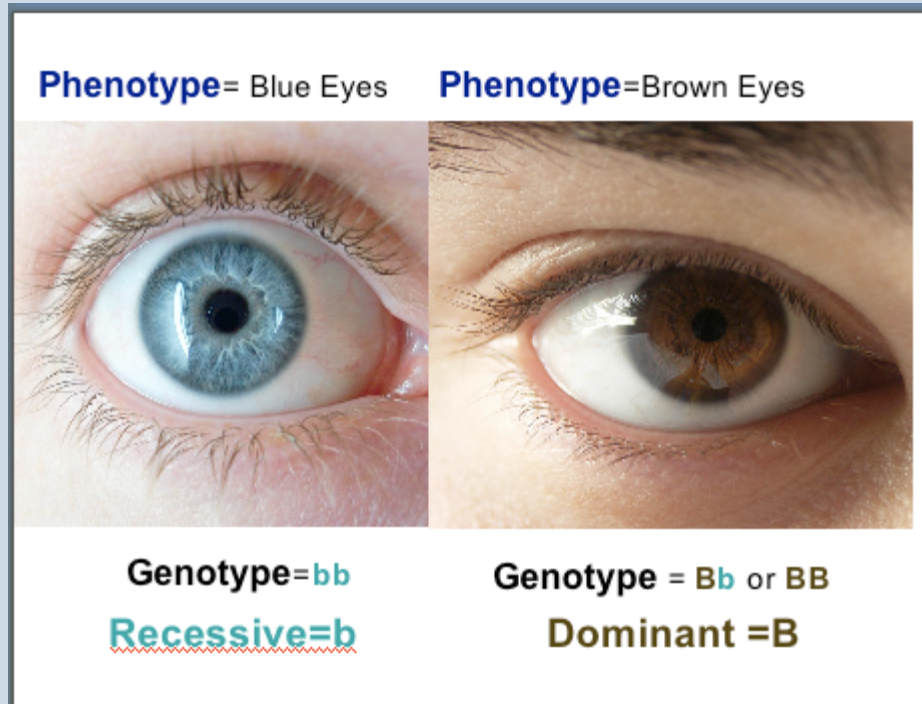 Phenotype= Blue Eyes
Phenotype=Brown Eyes
Genotype=bb
Recessive=b
Genotype = Bb or BB
Dominant =B